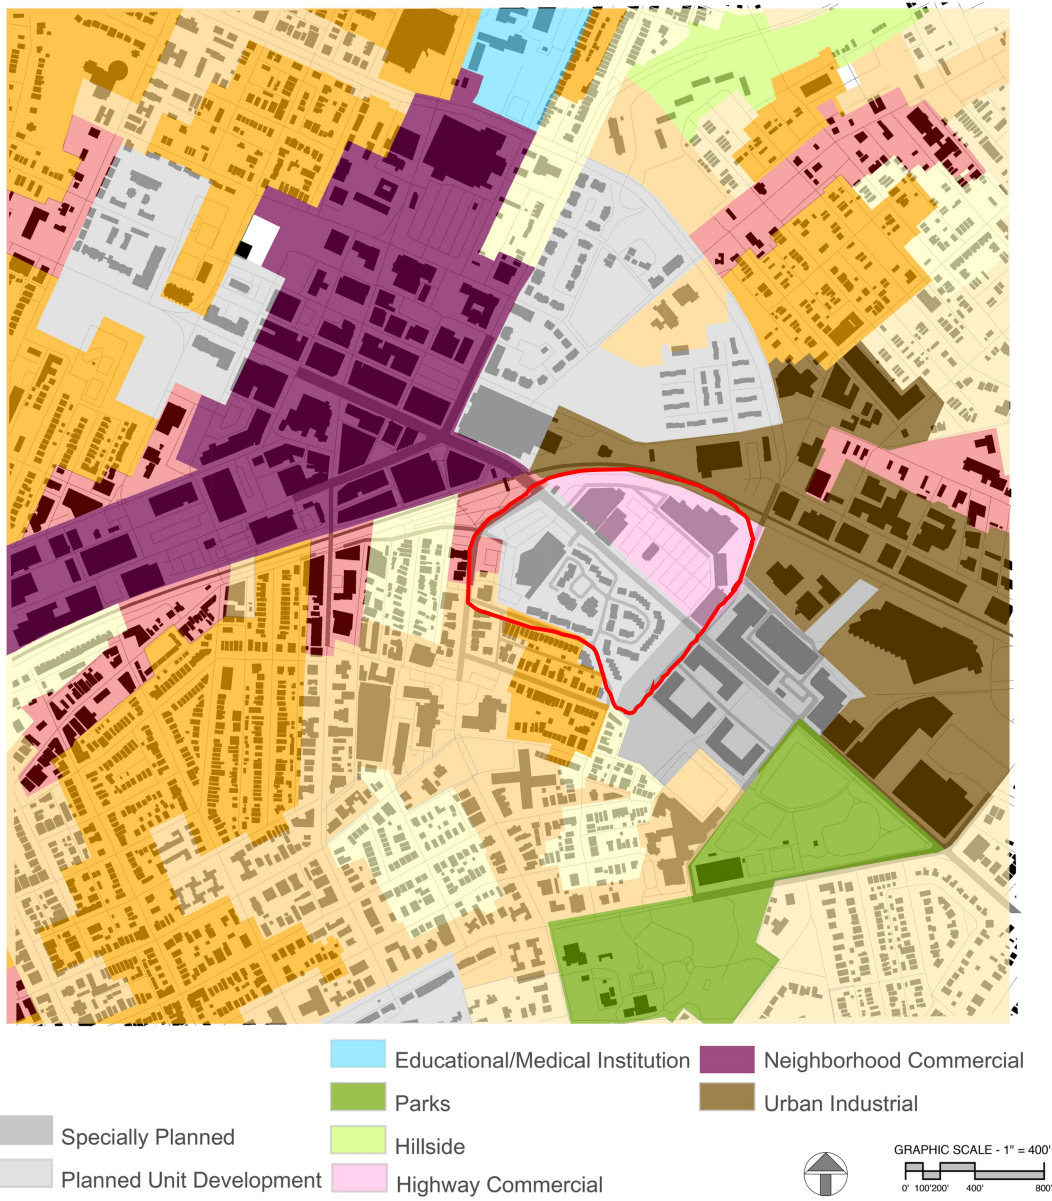 Educational/Medical Institution
Neighborhood Commercial
Parks
Urban Industrial
Specially Planned
Hillside
Planned Unit Development
Highway Commercial
GRAPHIC SCALE - 1" = 400'
0' 100'200' 400' 800'